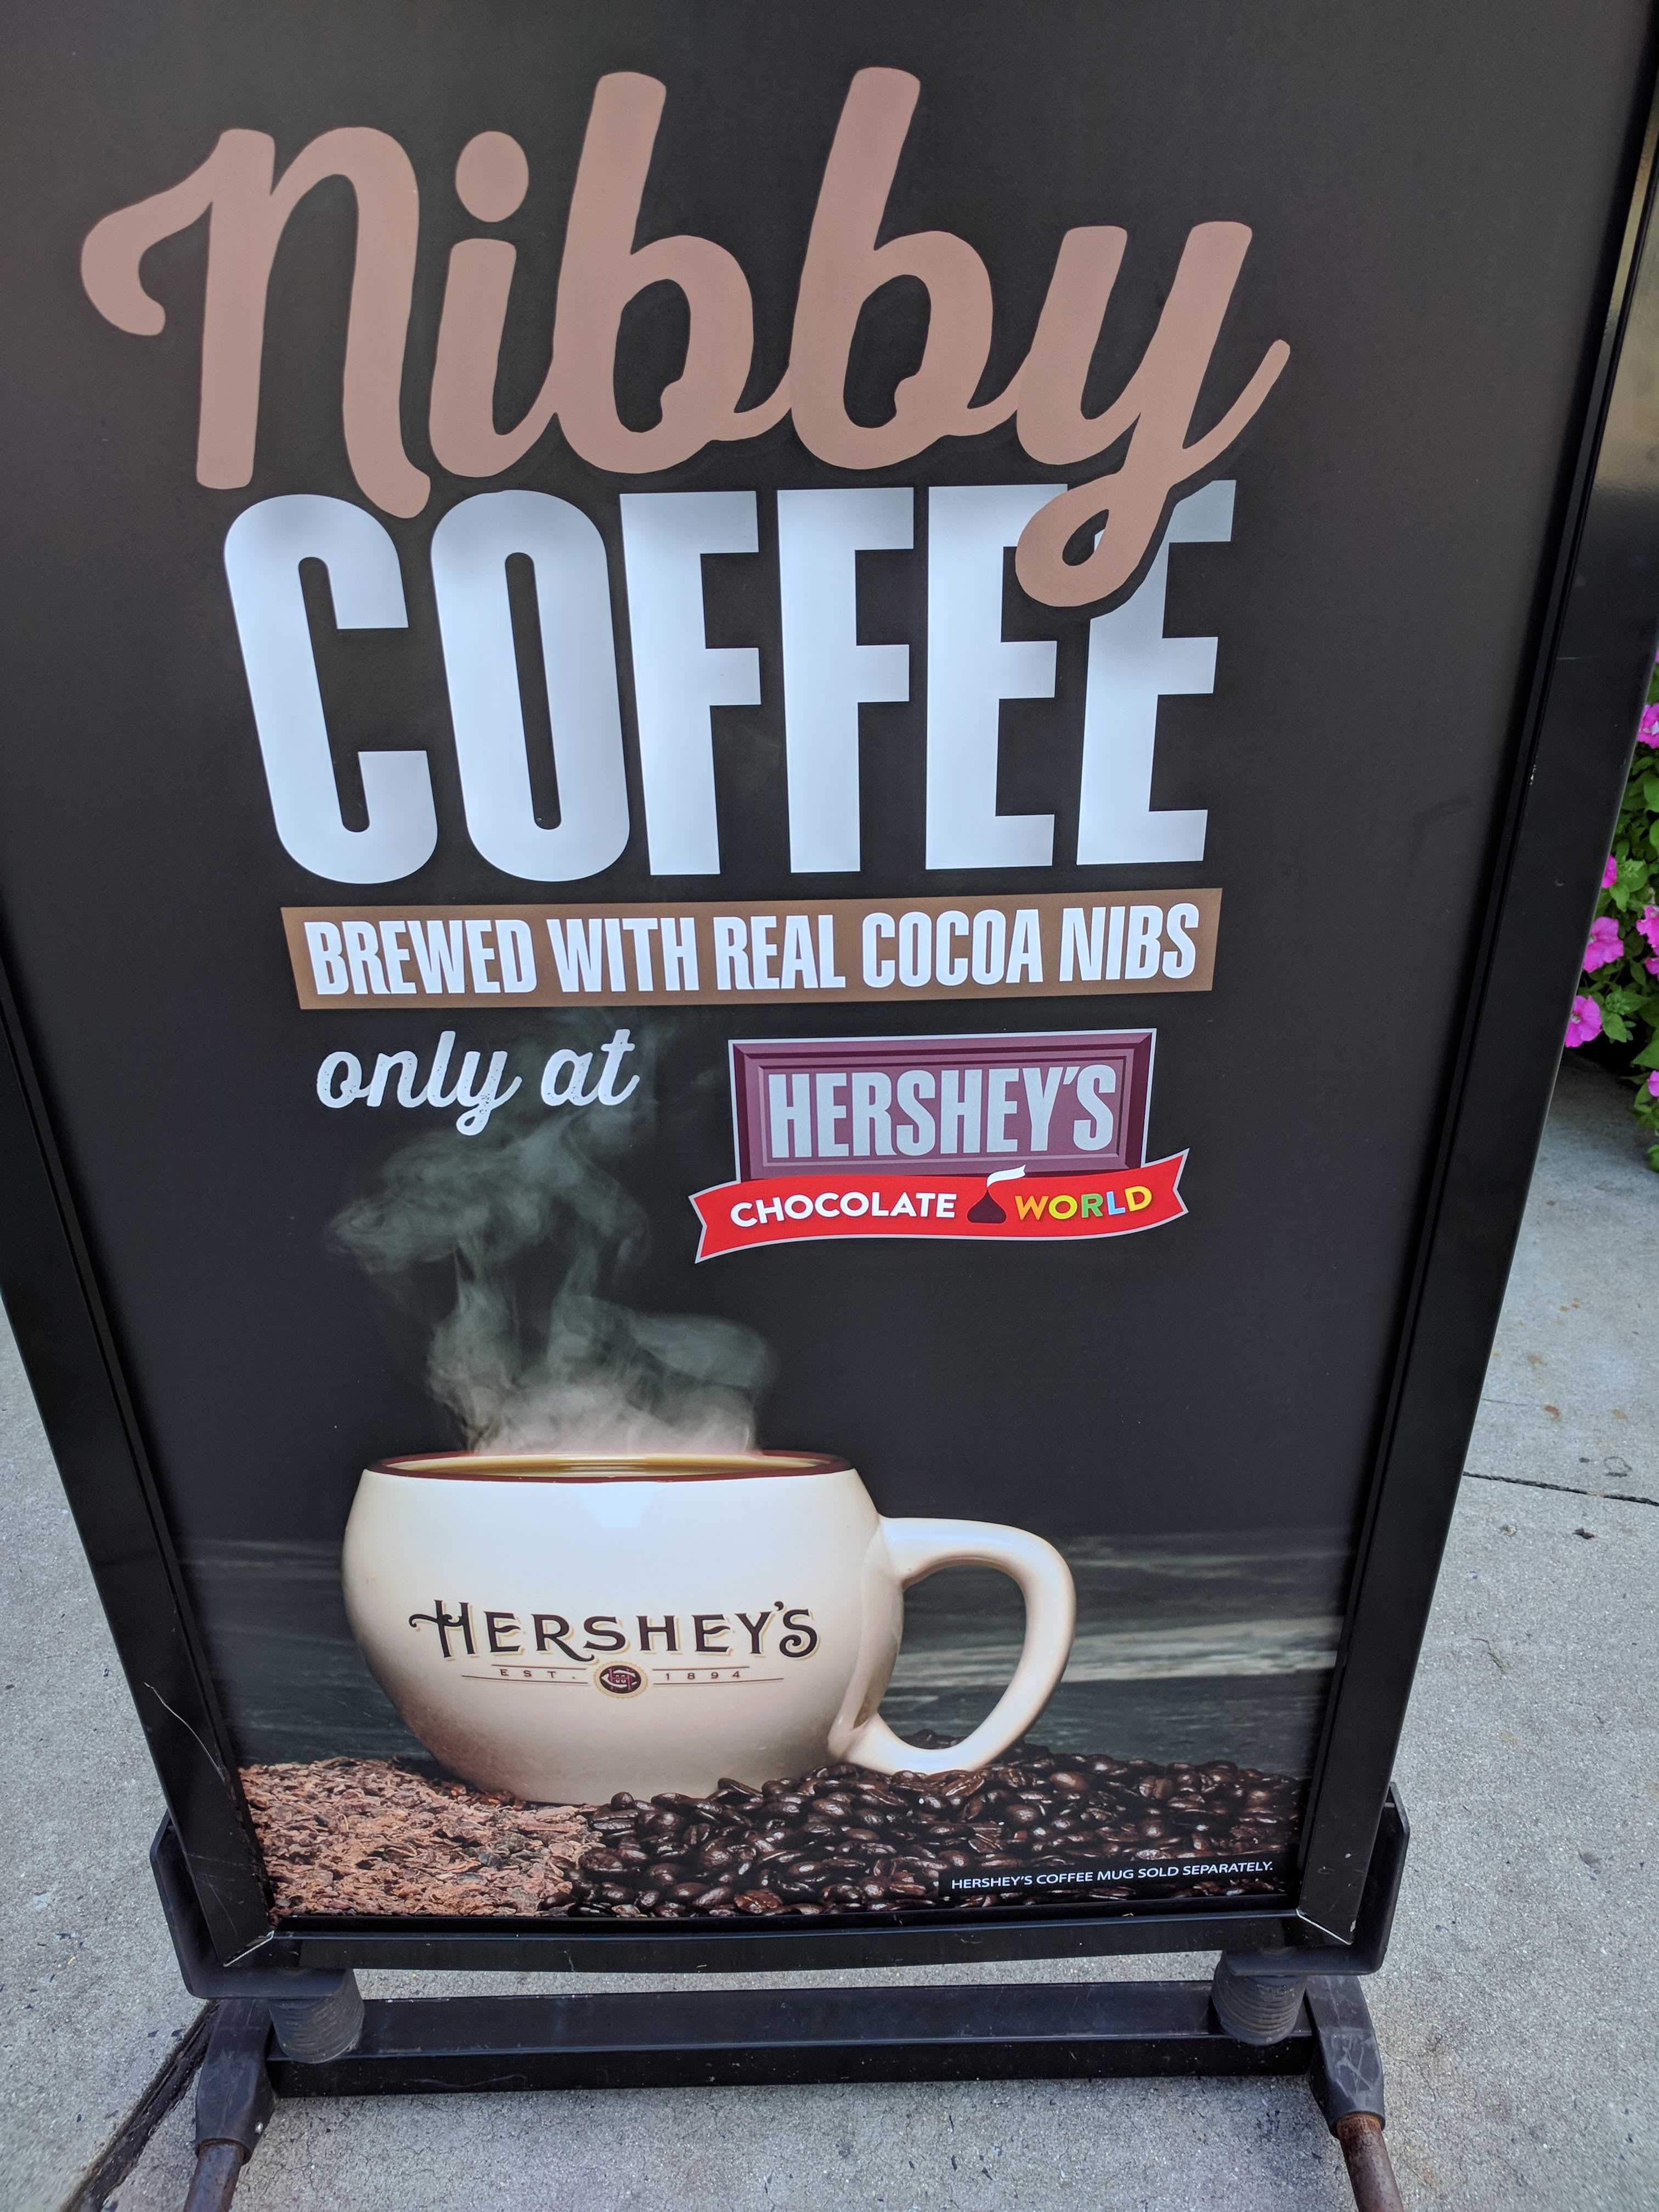 Nibby
COFFEE
BREWED WITH REAL COCOA NIBS
only at
HERSHEY'S
CHOCOLATE WORLD
HERSHEY'S
EST. 1894
HERSHEY'S COFFEE MUG SOLD SEPARATELY.